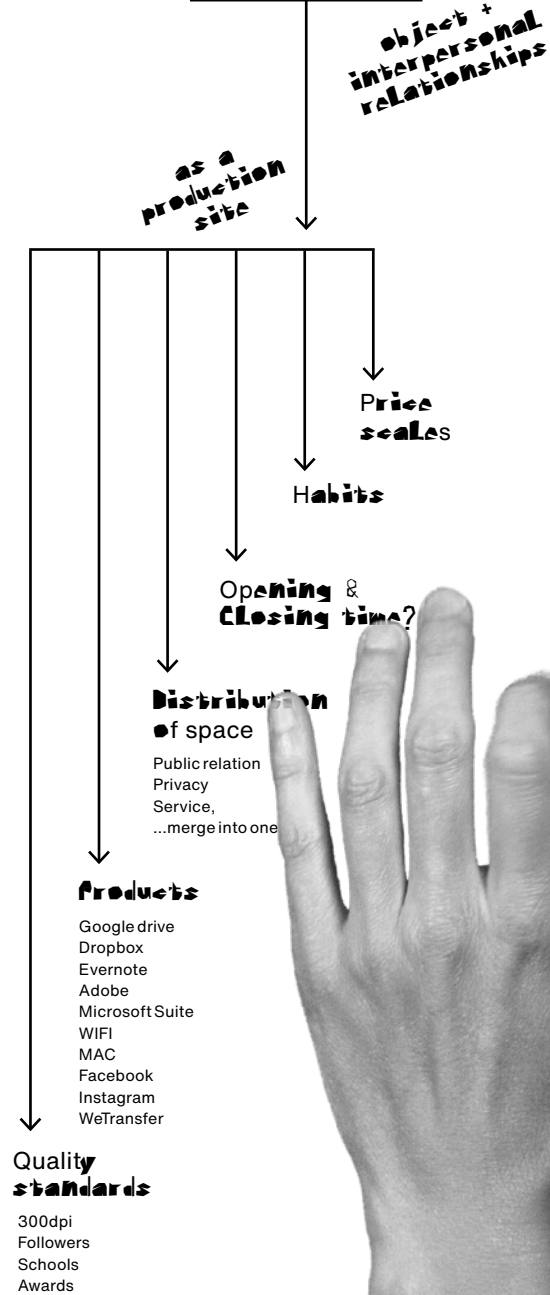 object +
interpersonal
relationships
as a
production
site
Price
scales
Habits
Opening &
Closing time?
Distribution
of space
Public relation
Privacy
Service,
...merge into one
Products
Google drive
Dropbox
Evernote
Adobe
Microsoft Suite
WIFI
MAC
Facebook
Instagram
WeTransfer
Quality
standards
300dpi
Followers
Schools
Awards